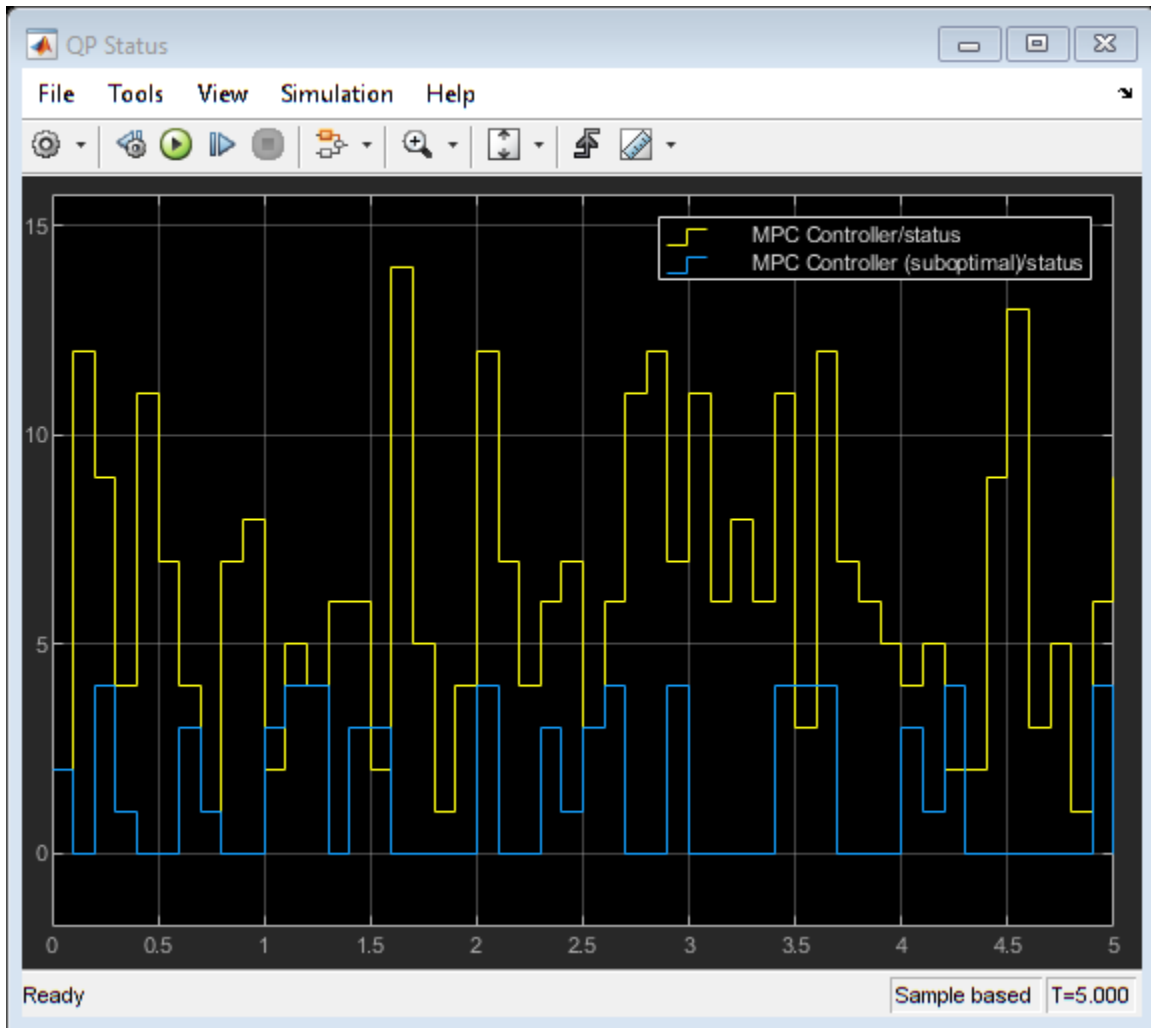 QP Status
File Tools View Simulation Help
MPC Controller/status
MPC Controller (suboptimal)/status
15
10
5
0
0 0.5 1 1.5 2 2.5 3 3.5 4 4.5 5
Ready Sample based T=5.000